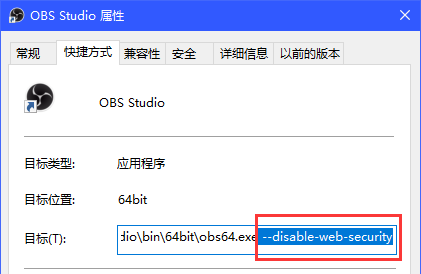 OBS Studio 属性
常规 快捷方式 兼容性 安全 详细信息 以前的版本
OBS Studio
目标类型: 应用程序
目标位置: 64bit
目标(T): dio\bin\64bit\obs64.exe --disable-web-security